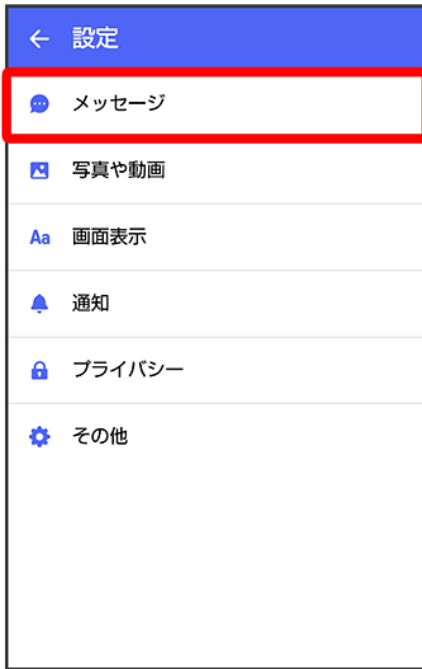 設定
メッセージ
写真や動画
Aa 画面表示
通知
プライバシー
その他